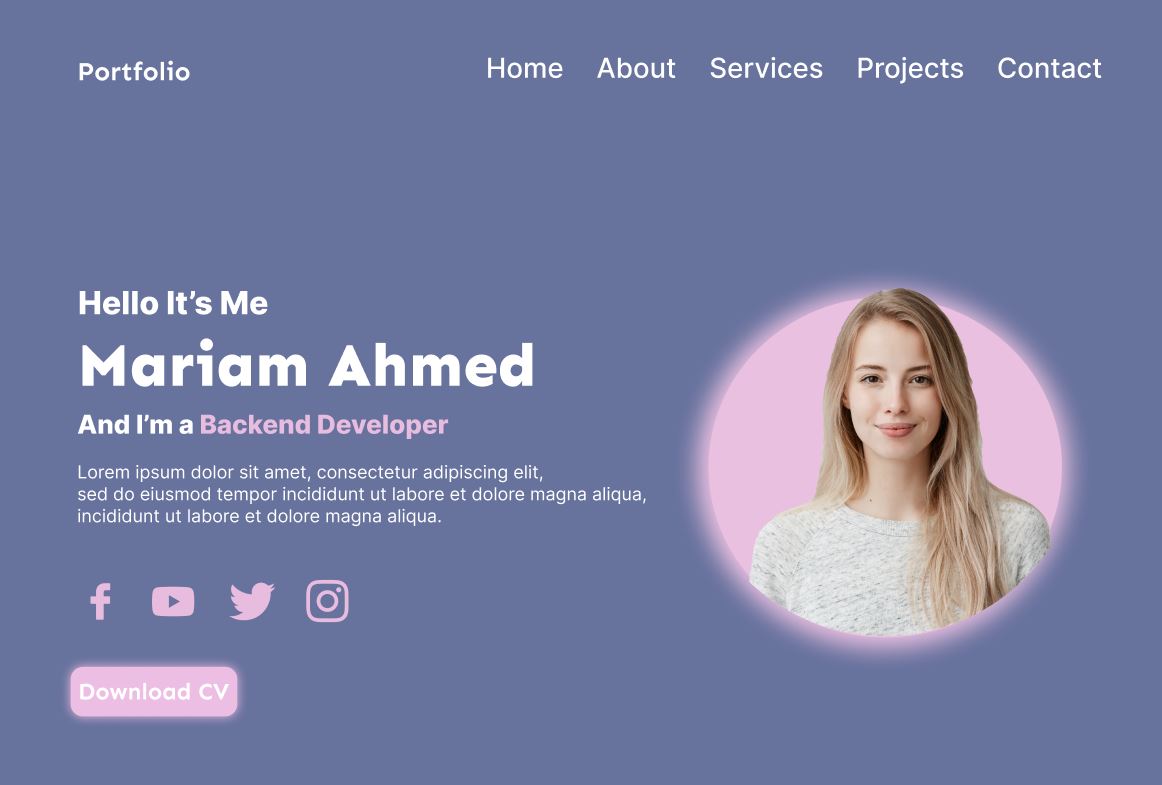 Portfolio
Home About Services Projects Contact
Hello It’s Me
Mariam Ahmed
And I’m a Backend Developer
Lorem ipsum dolor sit amet, consectetur adipiscing elit,
sed do eiusmod tempor incididunt ut labore et dolore magna aliqua,
incididunt ut labore et dolore magna aliqua.
Download CV